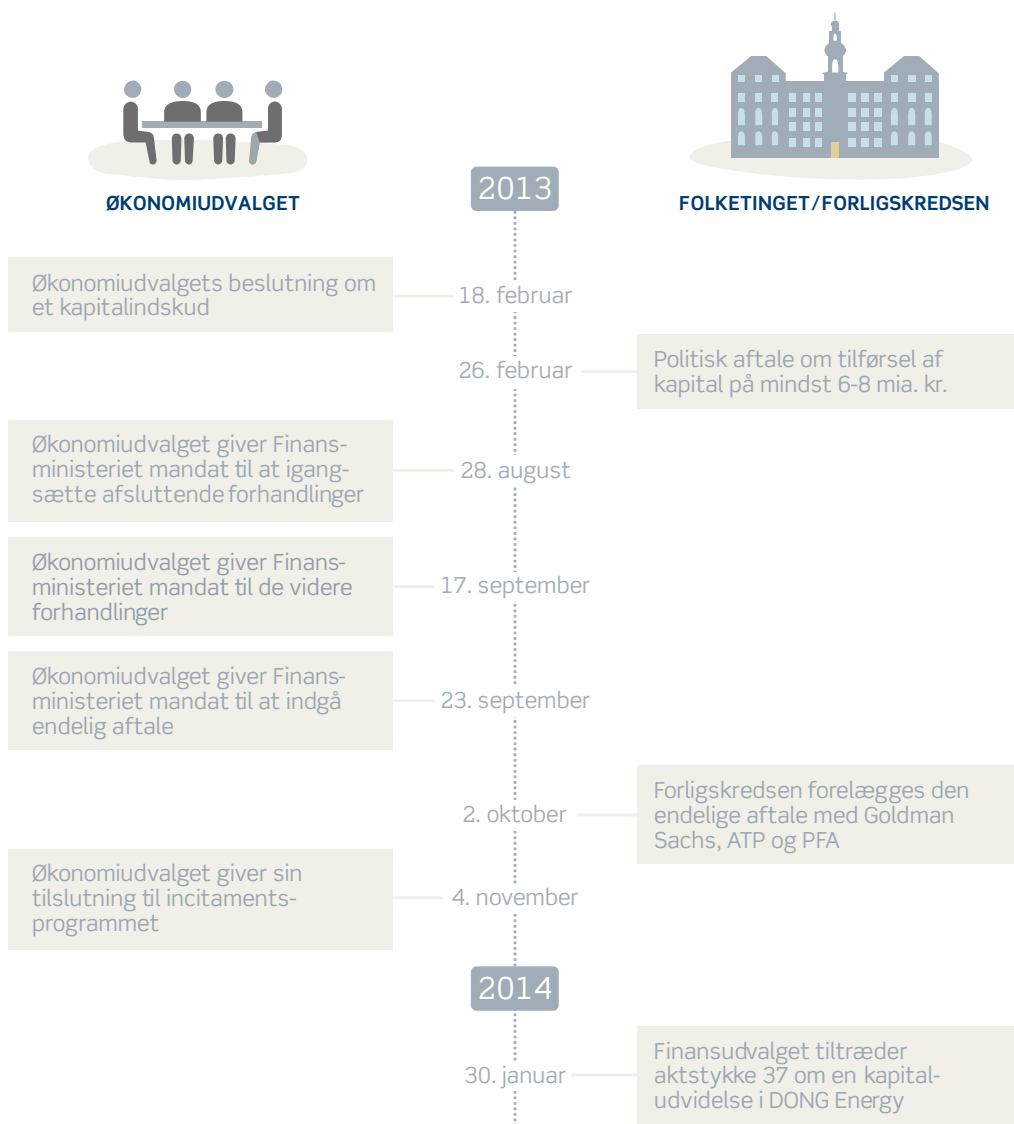 ØKONOMIUDVALGET
FOLKETINGET/FORLIGSKREDSEN
2013
Økonomiudvalgets beslutning om
et kapitalindskud
18. februar
26. februar
Politisk aftale om tilførsel af
kapital på mindst 6-8 mia. kr.
Økonomiudvalget giver Finans-
ministeriet mandat til at igang-
sætte afsluttende forhandlinger
28. august
Økonomiudvalget giver Finans-
ministeriet mandat til de videre
forhandlinger
17. september
Økonomiudvalget giver Finans-
ministeriet mandat til at indgå
endelig aftale
23. september
2. oktober
Forligskredsen forelægges den
endelige aftale med Goldman
Sachs, ATP og PFA
Økonomiudvalget giver sin
tilslutning til incitaments-
programmet
4. november
2014
30. januar
Finansudvalget tiltræder
aktstykke 37 om en kapital-
udvidelse i DONG Energy